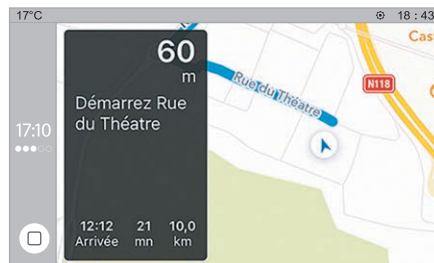 17°C
18 : 43
60
m
Démarrez Rue
du Théatre
17:10
12:12 21 10,0
Arrivée mn km
Rue du Théatre
N118
Cas